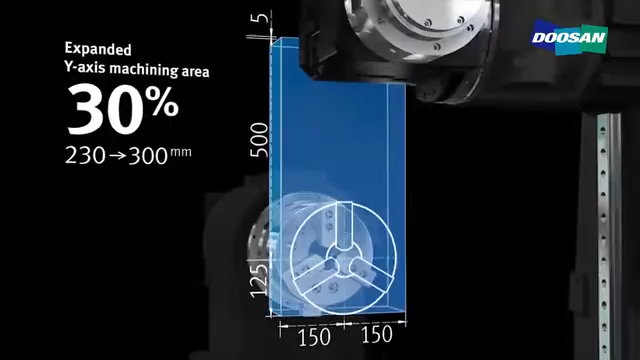 DOOSAN
Expanded
Y-axis machining area
30%
230→300mm
5
500
125
150
150